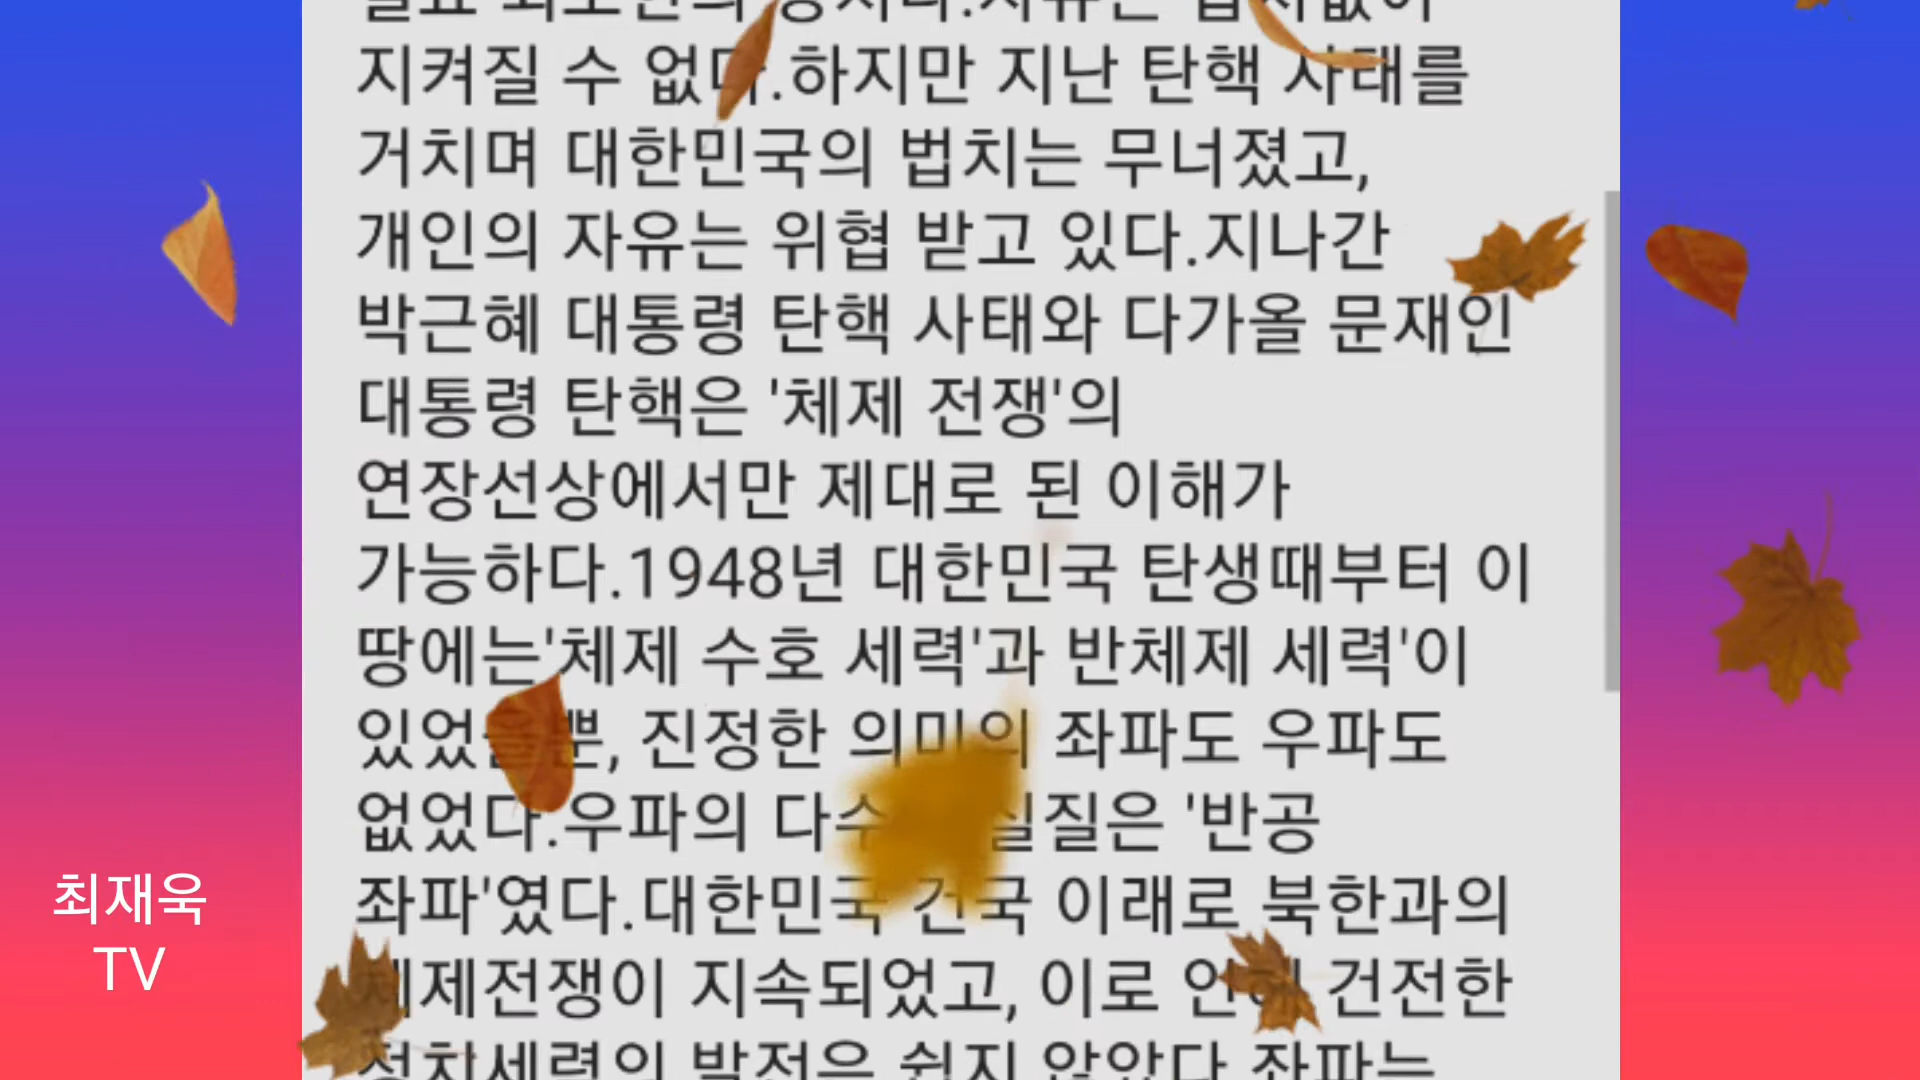 지켜질 수 없다.하지만 지난 탄핵 사태를
거치며 대한민국의 법치는 무너졌고,
개인의 자유는 위협 받고 있다.지나간
박근혜 대통령 탄핵 사태와 다가올 문재인
대통령 탄핵은 '체제 전쟁'의
연장선상에서만 제대로 된 이해가
가능하다.1948년 대한민국 탄생때부터 이
땅에는'체제 수호 세력'과 반체제 세력'이
진정한 의미의 좌파도 우파도
없었다.우파의 '반공
좌파'였다.대한민국 건국 이래로 북한과의
체제전쟁이 지속되었고, 이로 인해 건전한
최재욱
TV